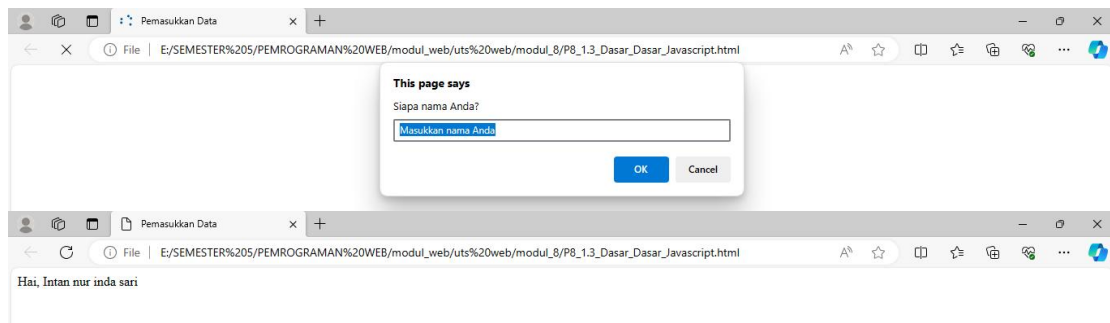 Pemasukkan Data
File | E:/SEMESTER%205/PEMROGRAMAN%20WEB/modul_web/uts%20web/modul_8/P8_1.3_Dasar_Dasar_Javascript.html
This page says
Siapa nama Anda?
Masukkan nama Anda
OK Cancel
Pemasukkan Data
File | E:/SEMESTER%205/PEMROGRAMAN%20WEB/modul_web/uts%20web/modul_8/P8_1.3_Dasar_Dasar_Javascript.html
Hai, Intan nur inda sari